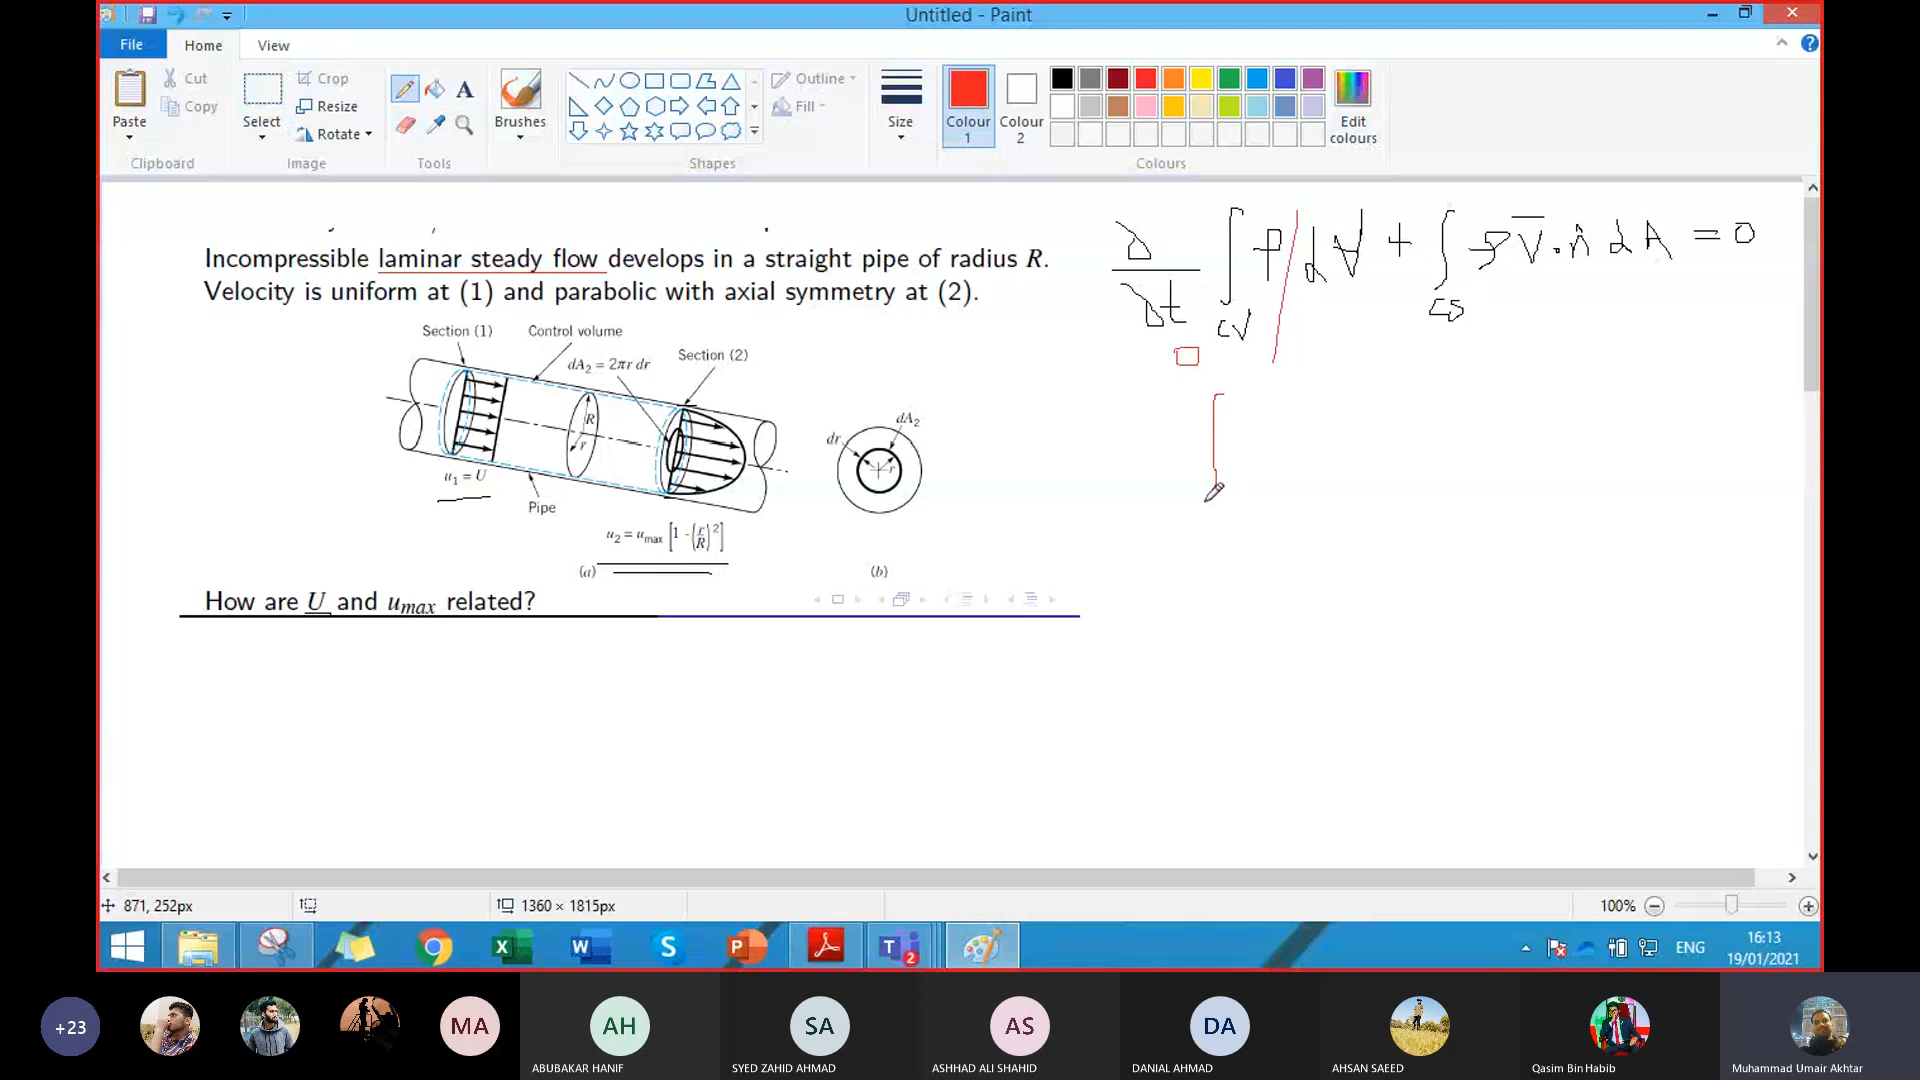 Untitled - Paint
File Home View
Paste
Cut
Copy
Clipboard
Select
Crop
Resize
Rotate
Image
A
Tools
Brushes
Shapes
Outline
Fill
Size
Colour 1
Colour 2
Colours
Edit colours
Incompressible laminar steady flow develops in a straight pipe of radius R.
Velocity is uniform at (1) and parabolic with axial symmetry at (2).
Section (1)
Control volume
Section (2)
dA₂ = 2πr dr
R
r
u₁ = U
Pipe
u₂ = umax [1 - (r/R)²]
(a)
dr
dA₂
r
(b)
How are U and umax related?
∂/∂t ∫cv ρ d∀ + ∫cs ρ V̅ . n̂ dA = 0
871, 252px
1360 × 1815px
100%
2
ENG
16:13
19/01/2021
+23
MA
AH
SA
AS
DA
ABUBAKAR HANIF
SYED ZAHID AHMAD
ASHHAD ALI SHAHID
DANIAL AHMAD
AHSAN SAEED
Qasim Bin Habib
Muhammad Umair Akhtar